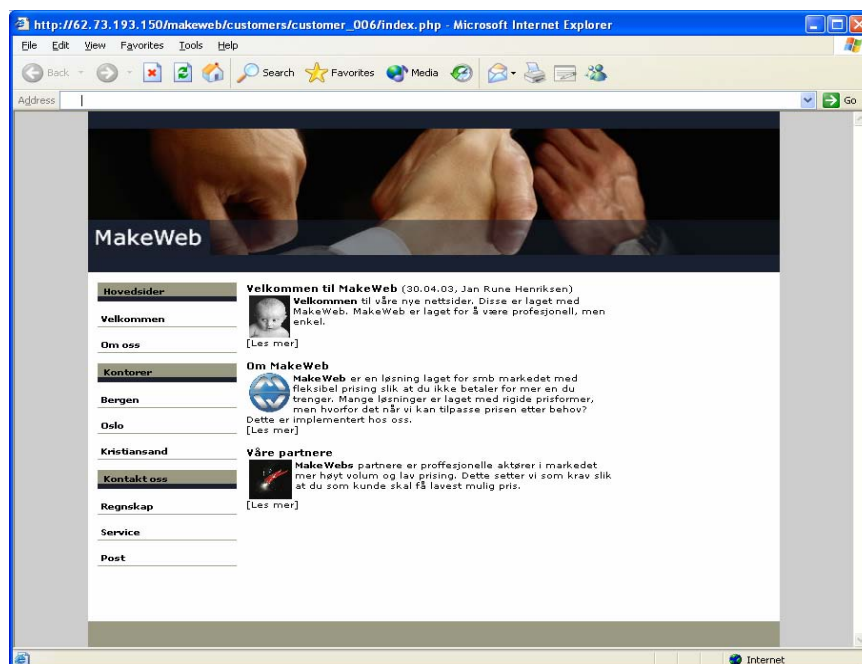 http://62.73.193.150/makeweb/customers/customer_006/index.php - Microsoft Internet Explorer
File Edit View Favorites Tools Help
Back Search Favorites Media
Address Go
MakeWeb
Hovedsider
Velkommen
Om oss
Kontorer
Bergen
Oslo
Kristiansand
Kontakt oss
Regnskap
Service
Post
Velkommen til MakeWeb (30.04.03, Jan Rune Henriksen)
Velkommen til våre nye nettsider. Disse er laget med
MakeWeb. MakeWeb er laget for å være profesjonell, men
enkel.
[Les mer]
Om MakeWeb
MakeWeb er en løsning laget for smb markedet med
fleksibel prising slik at du ikke betaler for mer en du
trenger. Mange løsninger er laget med rigide prisformer,
men hvorfor det når vi kan tilpasse prisen etter behov?
Dette er implementert hos oss.
[Les mer]
Våre partnere
MakeWebs partnere er proffesjonelle aktører i markedet
mer høyt volum og lav prising. Dette setter vi som krav slik
at du som kunde skal få lavest mulig pris.
[Les mer]
Internet